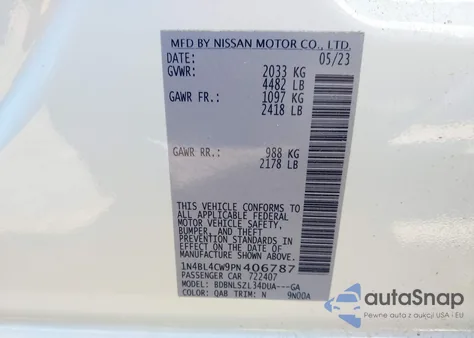 MFD BY NISSAN MOTOR CO., LTD.
DATE: 05/23
GVWR: 2033 KG
4482 LB
GAWR FR.: 1097 KG
2418 LB
GAWR RR.: 988 KG
2178 LB
THIS VEHICLE CONFORMS TO
ALL APPLICABLE FEDERAL
MOTOR VEHICLE SAFETY,
BUMPER, AND THEFT
PREVENTION STANDARDS IN
EFFECT ON THE DATE OF
MANUFACTURE SHOWN ABOVE.
1N4BL4CW9PN406787
PASSENGER CAR 722407
MODEL: BDBNLSZL34DUA---GA
COLOR: QAB TRIM: N 9N00A
autoSnap
Pewne auta z USA i Kanady